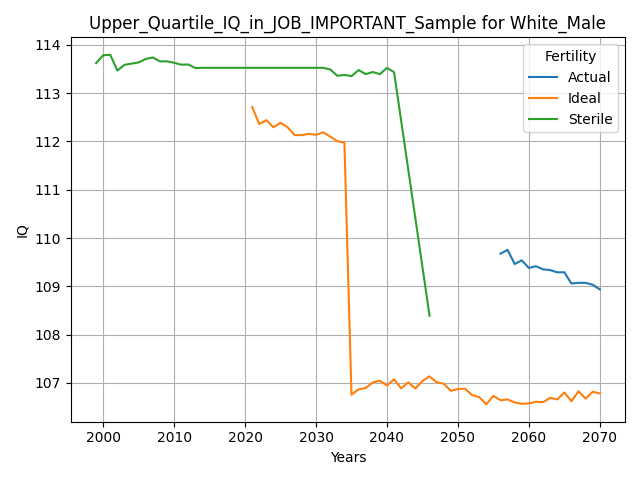 Upper_Quartile_IQ_in_JOB_IMPORTANT_Sample for White_Male
Fertility
Actual
Ideal
Sterile
114
113
112
111
110
109
108
107
IQ
2000 2010 2020 2030 2040 2050 2060 2070
Years